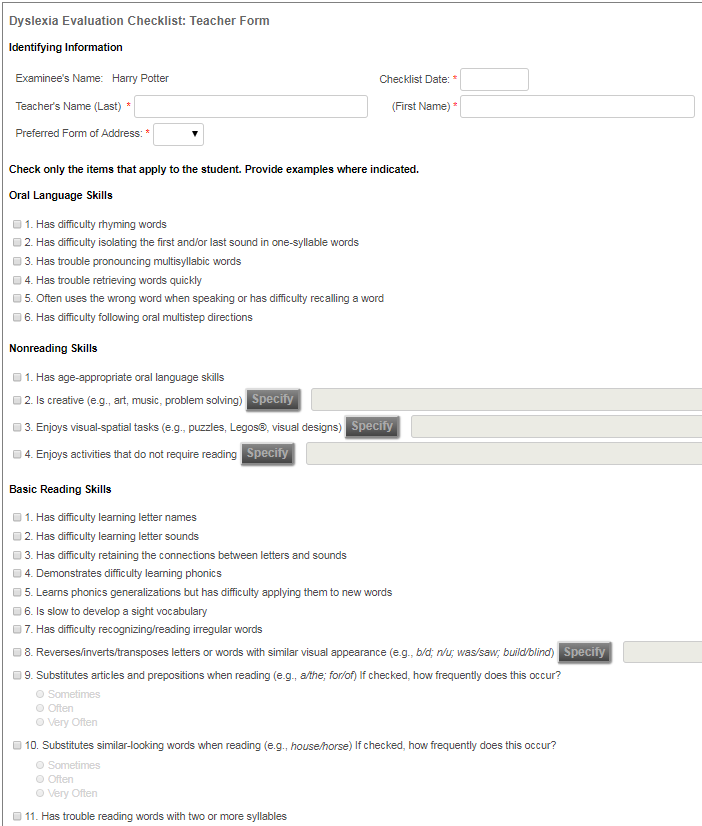 Dyslexia Evaluation Checklist: Teacher Form
Identifying Information
Examinee's Name: Harry Potter Checklist Date: *
Teacher's Name (Last) * (First Name) *
Preferred Form of Address: *
Check only the items that apply to the student. Provide examples where indicated.
Oral Language Skills
1. Has difficulty rhyming words
2. Has difficulty isolating the first and/or last sound in one-syllable words
3. Has trouble pronouncing multisyllabic words
4. Has trouble retrieving words quickly
5. Often uses the wrong word when speaking or has difficulty recalling a word
6. Has difficulty following oral multistep directions
Nonreading Skills
1. Has age-appropriate oral language skills
2. Is creative (e.g., art, music, problem solving) Specify
3. Enjoys visual-spatial tasks (e.g., puzzles, Legos®, visual designs) Specify
4. Enjoys activities that do not require reading Specify
Basic Reading Skills
1. Has difficulty learning letter names
2. Has difficulty learning letter sounds
3. Has difficulty retaining the connections between letters and sounds
4. Demonstrates difficulty learning phonics
5. Learns phonics generalizations but has difficulty applying them to new words
6. Is slow to develop a sight vocabulary
7. Has difficulty recognizing/reading irregular words
8. Reverses/inverts/transposes letters or words with similar visual appearance (e.g., b/d; n/u; was/saw; build/blind) Specify
9. Substitutes articles and prepositions when reading (e.g., a/the; for/of) If checked, how frequently does this occur?
Sometimes
Often
Very Often
10. Substitutes similar-looking words when reading (e.g., house/horse) If checked, how frequently does this occur?
Sometimes
Often
Very Often
11. Has trouble reading words with two or more syllables